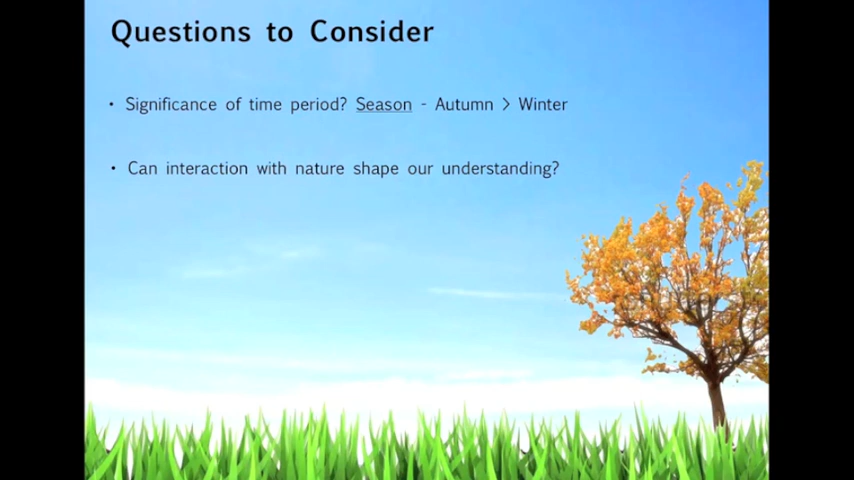 Questions to Consider
• Significance of time period? Season - Autumn > Winter
• Can interaction with nature shape our understanding?